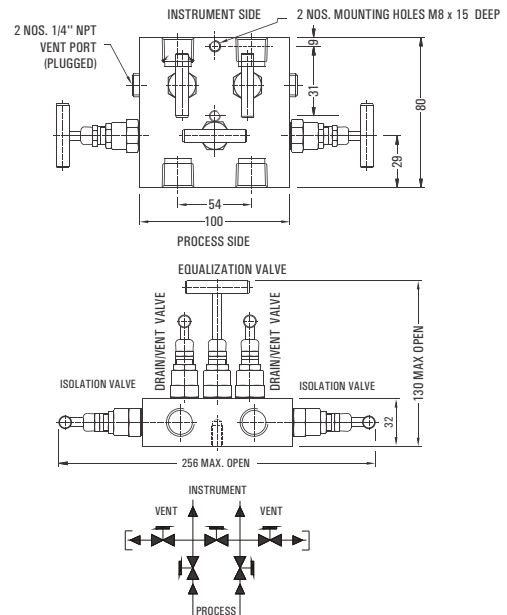 INSTRUMENT SIDE
2 NOS. MOUNTING HOLES M8 x 15 DEEP
2 NOS. 1/4" NPT
VENT PORT
(PLUGGED)
9
31
80
29
54
100
PROCESS SIDE
EQUALIZATION VALVE
DRAIN/VENT VALVE
DRAIN/VENT VALVE
ISOLATION VALVE
ISOLATION VALVE
130 MAX OPEN
32
256 MAX. OPEN
INSTRUMENT
VENT
VENT
PROCESS